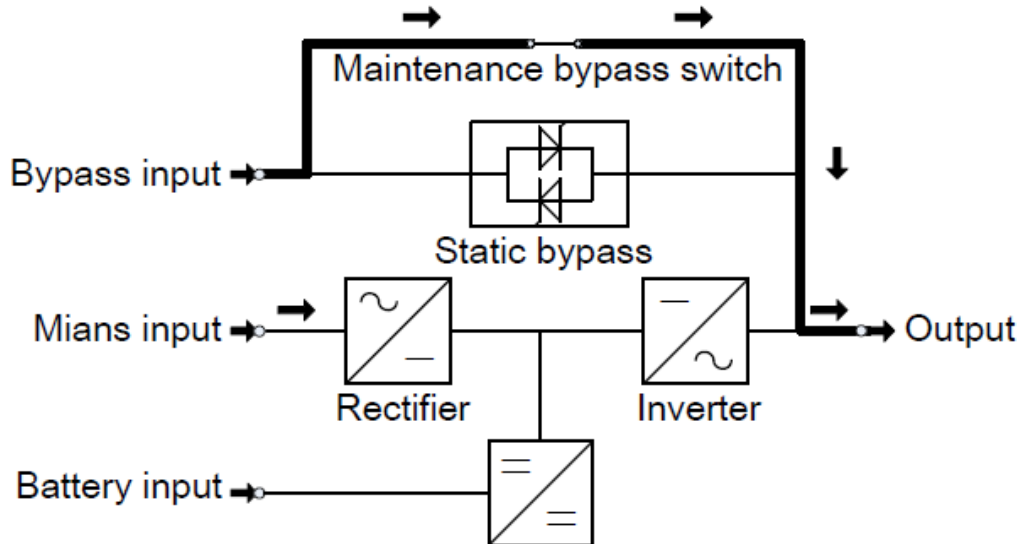 Maintenance bypass switch
Bypass input
Static bypass
Mians input
Output
Rectifier
Inverter
Battery input